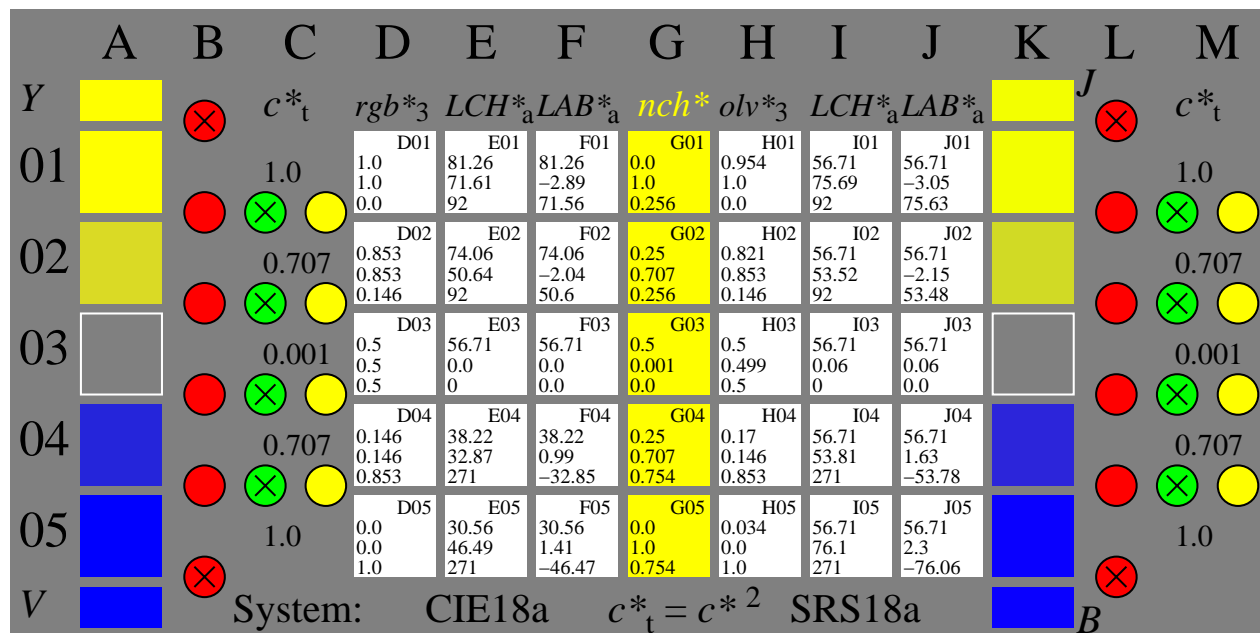 A B C D E F G H I J K L M
Y c*t rgb*3 LCH*a LAB*a nch* olv*3 LCH*a LAB*a J c*t
01 1.0 D01 E01 F01 G01 H01 I01 J01 1.0
1.0 81.26 81.26 0.0 0.954 56.71 56.71
1.0 71.61 −2.89 1.0 1.0 75.69 −3.05
0.0 92 71.56 0.256 0.0 92 75.63
02 D02 E02 F02 G02 H02 I02 J02
0.853 74.06 74.06 0.25 0.821 56.71 56.71
0.853 50.64 −2.04 0.707 0.853 53.52 −2.15
0.146 92 50.6 0.256 0.146 92 53.48
0.707 0.707
03 D03 E03 F03 G03 H03 I03 J03
0.5 56.71 56.71 0.5 0.5 56.71 56.71
0.001 0.5 0.0 0.0 0.001 0.499 0.06 0.06 0.001
0.5 0 0.0 0.0 0.5 0 0.0
04 D04 E04 F04 G04 H04 I04 J04
0.146 38.22 38.22 0.25 0.17 56.71 56.71
0.707 0.146 32.87 0.99 0.707 0.146 53.81 1.63 0.707
0.853 271 −32.85 0.754 0.853 271 −53.78
05 D05 E05 F05 G05 H05 I05 J05
0.0 30.56 30.56 0.0 0.034 56.71 56.71
1.0 0.0 46.49 1.41 1.0 0.0 76.1 2.3 1.0
1.0 271 −46.47 0.754 1.0 271 −76.06
V System: CIE18a c*t = c* 2 SRS18a B